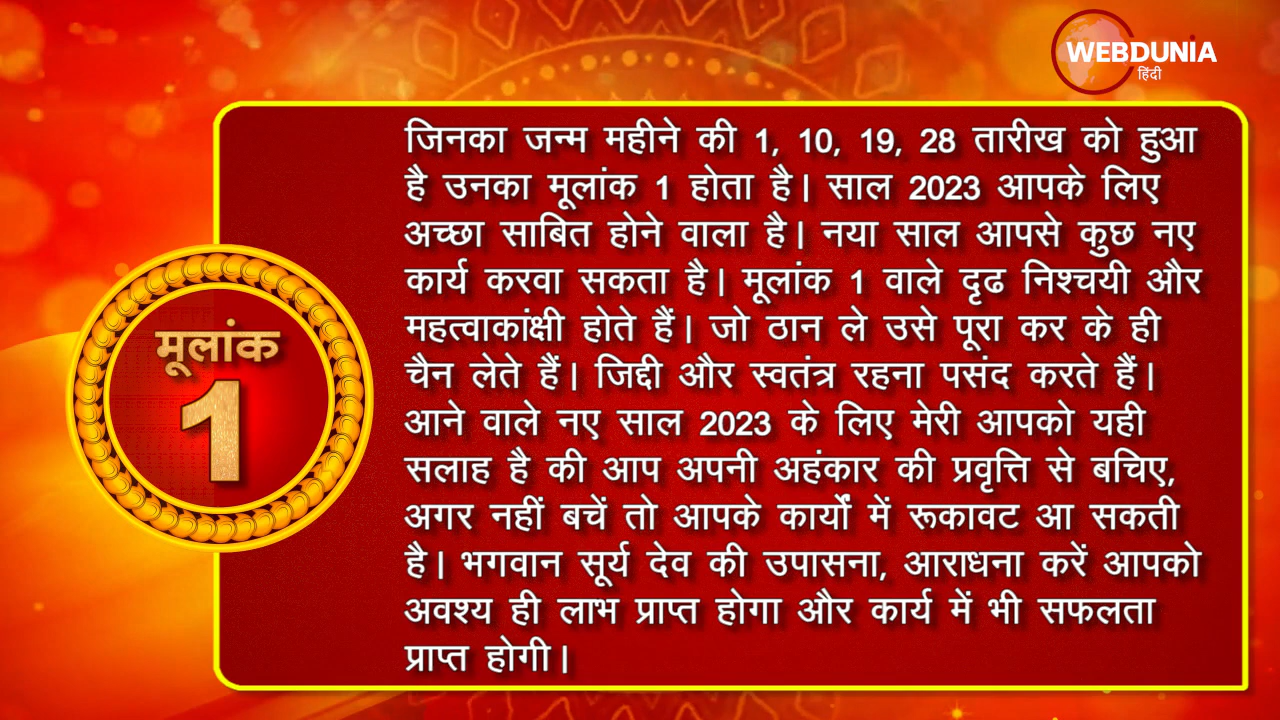 WEBDUNIA
हिंदी
जिनका जन्म महीने की 1, 10, 19, 28 तारीख को हुआ
है उनका मूलांक 1 होता है। साल 2023 आपके लिए
अच्छा साबित होने वाला है। नया साल आपसे कुछ नए
कार्य करवा सकता है। मूलांक 1 वाले दृढ निश्चयी और
महत्वाकांक्षी होते हैं। जो ठान ले उसे पूरा कर के ही
चैन लेते हैं। जिद्दी और स्वतंत्र रहना पसंद करते हैं।
आने वाले नए साल 2023 के लिए मेरी आपको यही
सलाह है की आप अपनी अहंकार की प्रवृत्ति से बचिए,
अगर नहीं बचें तो आपके कार्यों में रूकावट आ सकती
है। भगवान सूर्य देव की उपासना, आराधना करें आपको
अवश्य ही लाभ प्राप्त होगा और कार्य में भी सफलता
प्राप्त होगी।
मूलांक
1